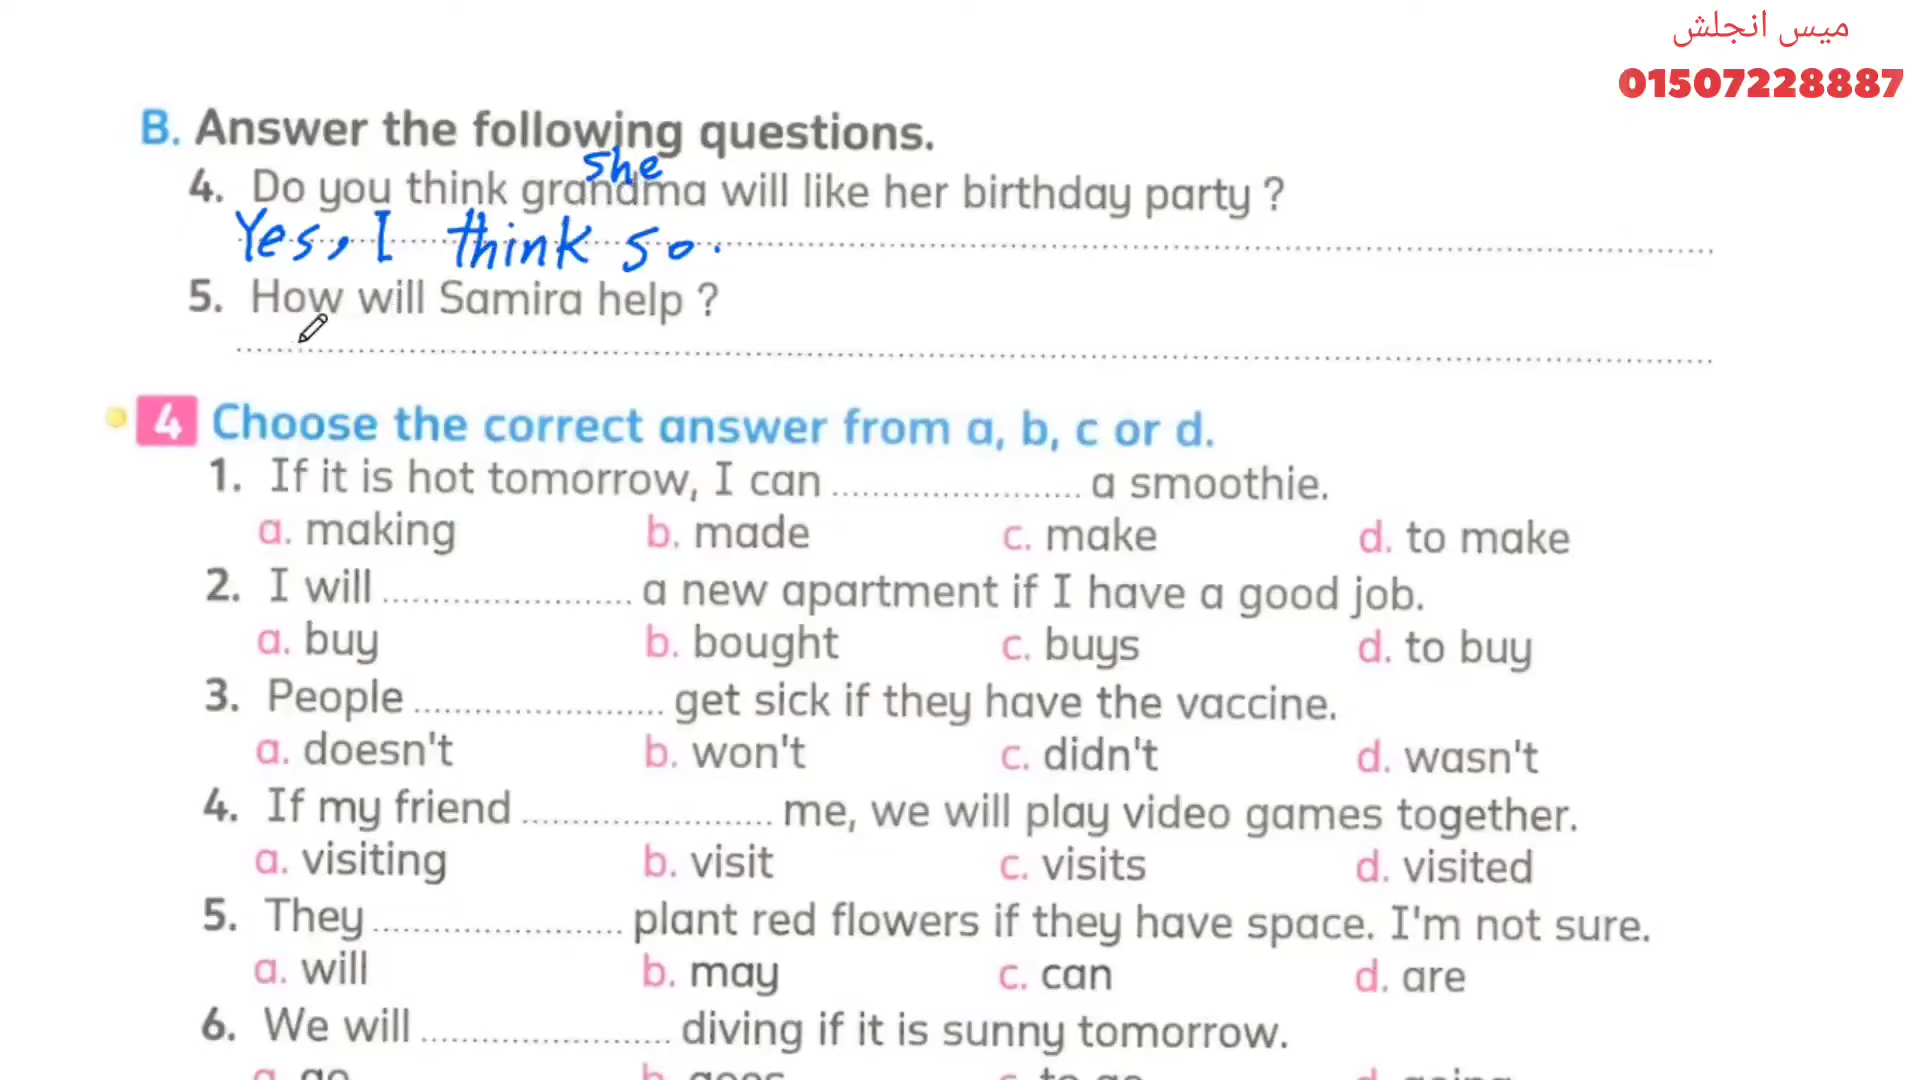 ميس انجلش
01507228887
B. Answer the following questions.
she
4. Do you think grandma will like her birthday party ?
Yes, I think so.
5. How will Samira help ?
4 Choose the correct answer from a, b, c or d.
1. If it is hot tomorrow, I can ........................ a smoothie.
a. making b. made c. make d. to make
2. I will ........................ a new apartment if I have a good job.
a. buy b. bought c. buys d. to buy
3. People ........................ get sick if they have the vaccine.
a. doesn't b. won't c. didn't d. wasn't
4. If my friend ........................ me, we will play video games together.
a. visiting b. visit c. visits d. visited
5. They ........................ plant red flowers if they have space. I'm not sure.
a. will b. may c. can d. are
6. We will ........................ diving if it is sunny tomorrow.
a. go b. goes c. to go d. going